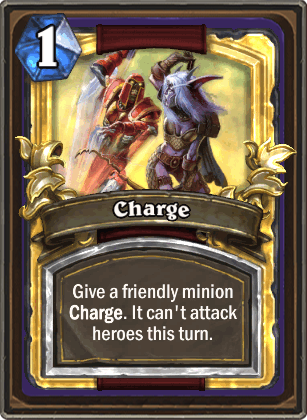 1
Charge
Give a friendly minion
Charge. It can't attack
heroes this turn.